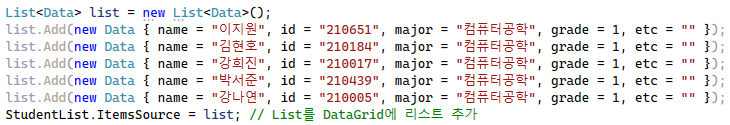 List<Data> list = new List<Data>();
list.Add(new Data { name = "이지원", id = "210651", major = "컴퓨터공학", grade = 1, etc = "" });
list.Add(new Data { name = "김현호", id = "210184", major = "컴퓨터공학", grade = 1, etc = "" });
list.Add(new Data { name = "강희진", id = "210017", major = "컴퓨터공학", grade = 1, etc = "" });
list.Add(new Data { name = "박서준", id = "210439", major = "컴퓨터공학", grade = 1, etc = "" });
list.Add(new Data { name = "강나연", id = "210005", major = "컴퓨터공학", grade = 1, etc = "" });
StudentList.ItemsSource = list; // List를 DataGrid에 리스트 추가